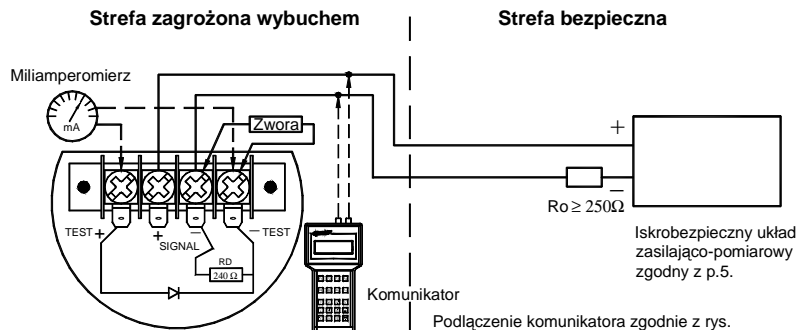 Strefa zagrożona wybuchem
Strefa bezpieczna
Miliamperomierz
mA
Zwora
+
−
Ro ≥ 250Ω
TEST +
+
SIGNAL
−
− TEST
RD
240 Ω
Komunikator
Iskrobezpieczny układ
zasilająco-pomiarowy
zgodny z p.5.
Podłączenie komunikatora zgodnie z rys.